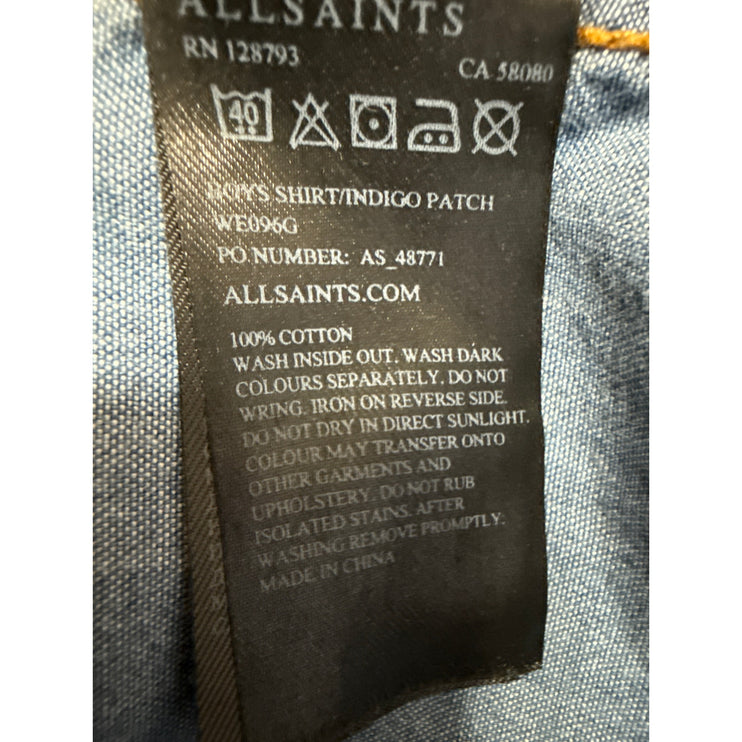 ALLSAINTS
RN 128793
CA 58080
40
SHIRT/INDIGO PATCH
WE096G
PO NUMBER: AS_48771
ALLSAINTS.COM
100% COTTON
WASH INSIDE OUT. WASH DARK
COLOURS SEPARATELY. DO NOT
WRING. IRON ON REVERSE SIDE.
DO NOT DRY IN DIRECT SUNLIGHT.
COLOUR MAY TRANSFER ONTO
OTHER GARMENTS AND
UPHOLSTERY. DO NOT RUB
ISOLATED STAINS. AFTER
WASHING REMOVE PROMPTLY.
MADE IN CHINA